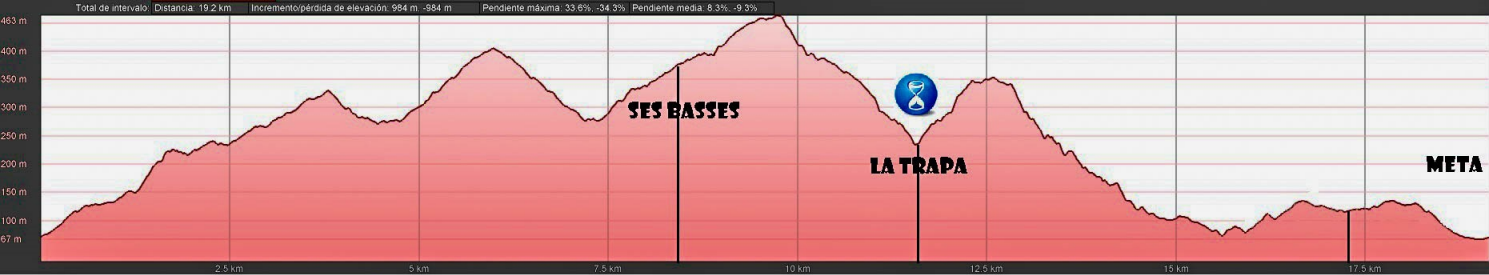 Total de intervalo: Distancia: 19.2 km Incremento/pérdida de elevación: 984 m. -984 m Pendiente máxima: 33.6%, -34.3% Pendiente media: 8.3%, -9.3%
463 m
400 m
350 m
300 m
250 m
200 m
150 m
100 m
67 m
SES BASSES
LA TRAPA
META
2.5 km 5 km 7.5 km 10 km 12.5 km 15 km 17.5 km